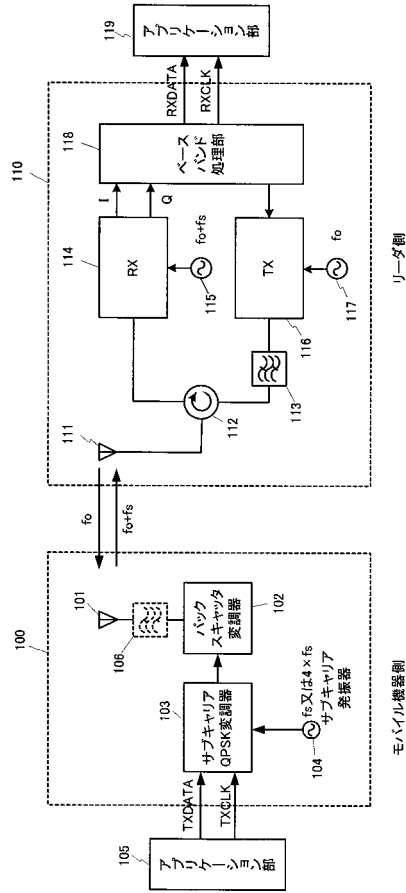 100
105
アプリケーション部
TXDATA
TXCLK
103
サブキャリア
QPSK変調器
104
fs又は4×fs
サブキャリア
発振器
101
106
バック
スキャッタ
変調器
102
モバイル機器側
fo
fo+fs
110
111
112
113
114
RX
I
Q
fo+fs
115
TX
116
fo
117
118
ベース
バンド
処理部
RXDATA
RXCLK
119
アプリケーション部
リーダ側